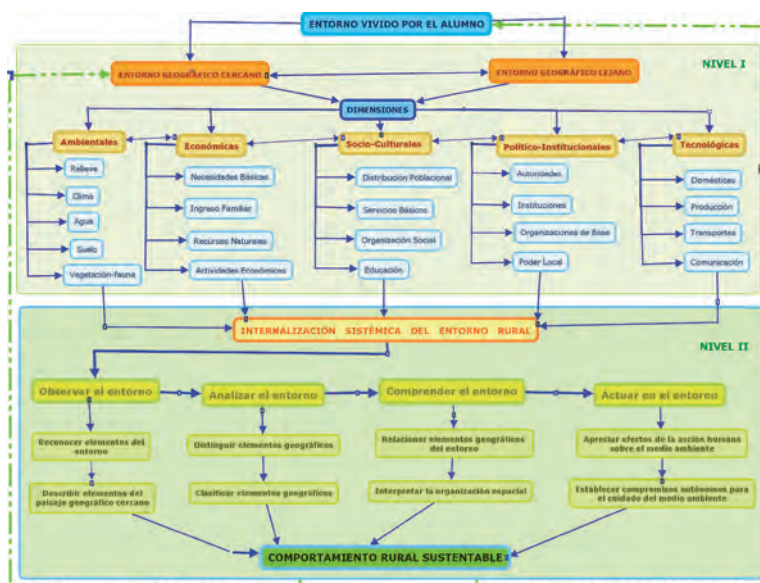 ENTORNO VIVIDO POR EL ALUMNO
NIVEL I
ENTORNO GEOGRÁFICO CERCANO
ENTORNO GEOGRÁFICO LEJANO
DIMENSIONES
Ambientales
Económicas
Socio-Culturales
Político-Institucionales
Tecnológicas
Relieve
Clima
Agua
Suelo
Vegetación-fauna
Necesidades Básicas
Ingreso Familiar
Recursos Naturales
Actividades Económicas
Distribución Poblacional
Servicios Básicos
Organización Social
Educación
Autoridades
Instituciones
Organizaciones de Base
Poder Local
Domésticas
Producción
Transportes
Comunicación
INTERNALIZACIÓN SISTÉMICA DEL ENTORNO RURAL
NIVEL II
Observar el entorno
Analizar el entorno
Comprender el entorno
Actuar en el entorno
Reconocer elementos del
entorno
Distinguir elementos geográficos
Relacionar elementos geográficos
del entorno
Apreciar efectos de la acción humana
sobre el medio ambiente
Describir elementos del
paisaje geográfico cercano
Clasificar elementos geográficos
Interpretar la organización espacial
Establecer compromisos autónomos para
el cuidado del medio ambiente
COMPORTAMIENTO RURAL SUSTENTABLE